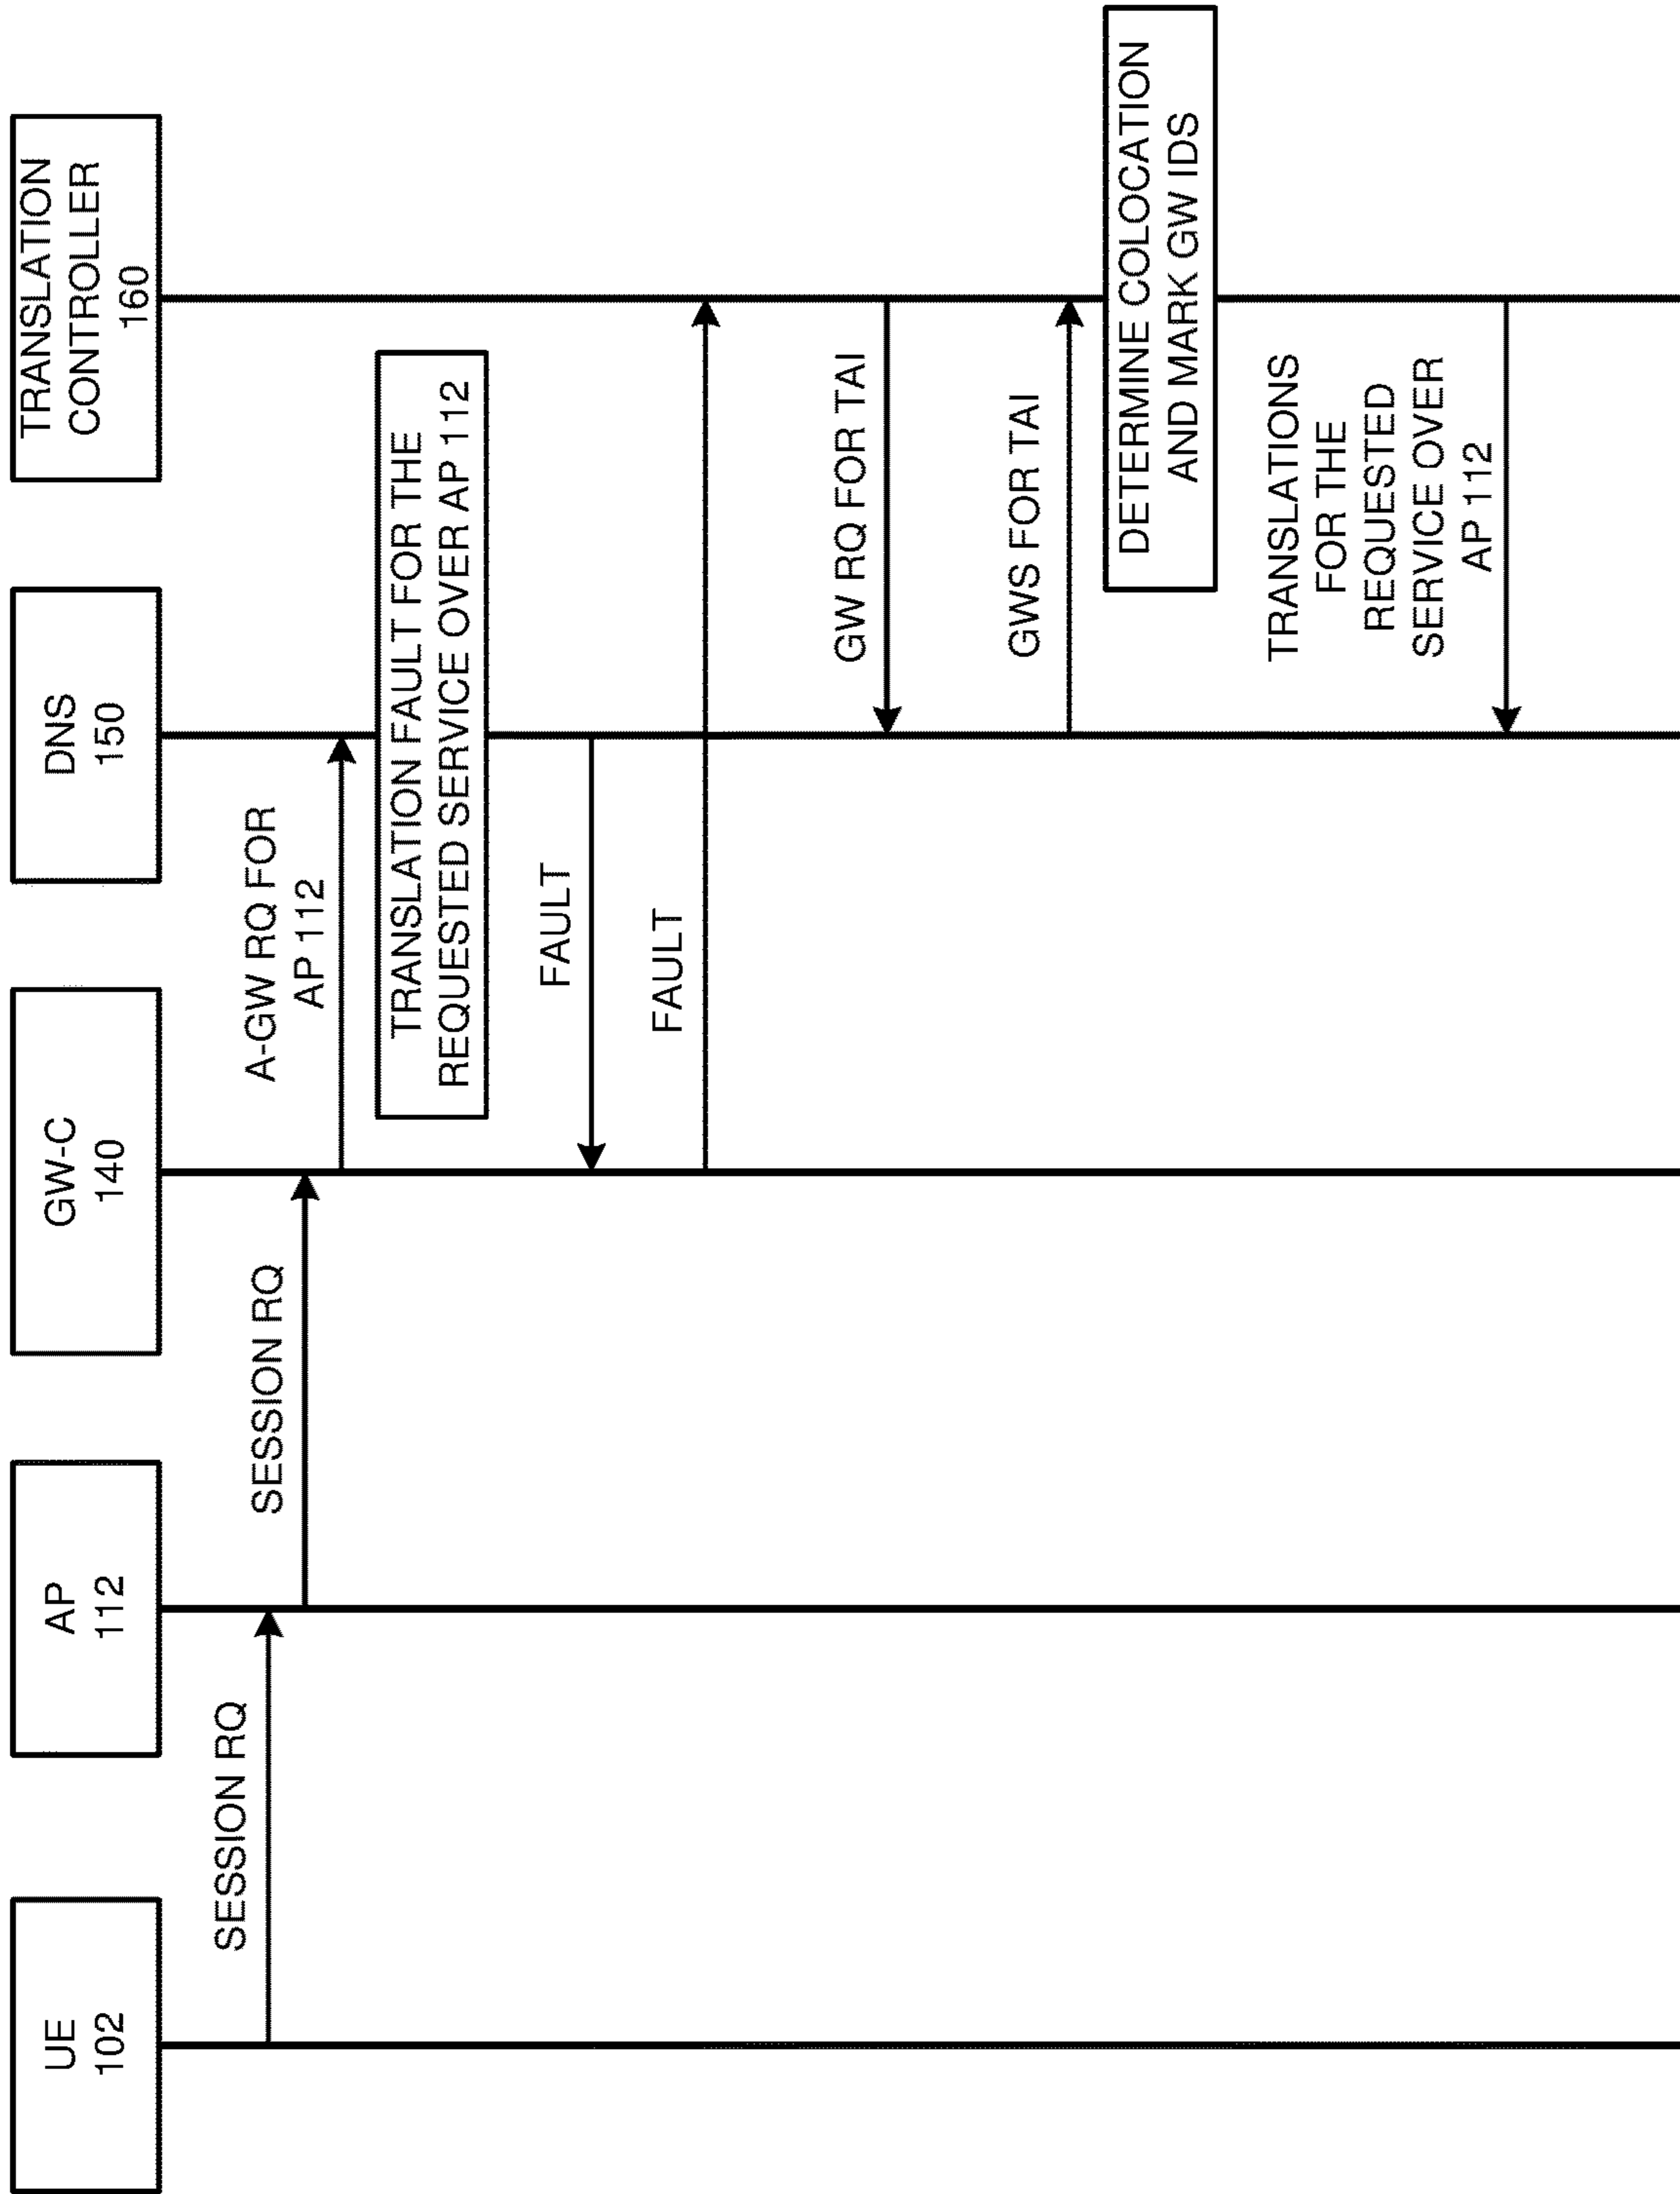 UE
102
AP
112
GW-C
140
DNS
150
TRANSLATION
CONTROLLER
160
SESSION RQ
SESSION RQ
A-GW RQ FOR
AP 112
TRANSLATION FAULT FOR THE
REQUESTED SERVICE OVER AP 112
FAULT
FAULT
GW RQ FOR TAI
GWS FOR TAI
DETERMINE COLOCATION
AND MARK GW IDS
TRANSLATIONS
FOR THE
REQUESTED
SERVICE OVER
AP 112